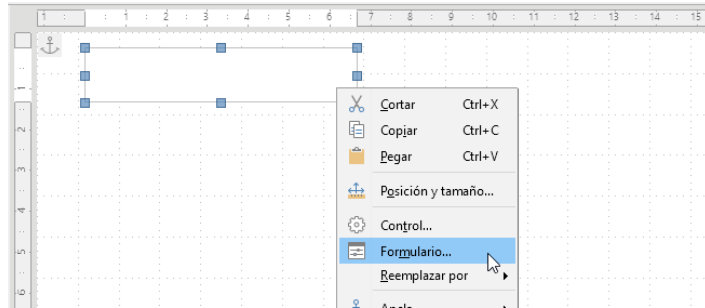 1 1 2 3 4 5 6 7 8 9 10 11 12 13 14 15
1
2
3
4
5
6
Cortar Ctrl+X
Copiar Ctrl+C
Pegar Ctrl+V
Posición y tamaño...
Control...
Formulario...
Reemplazar por